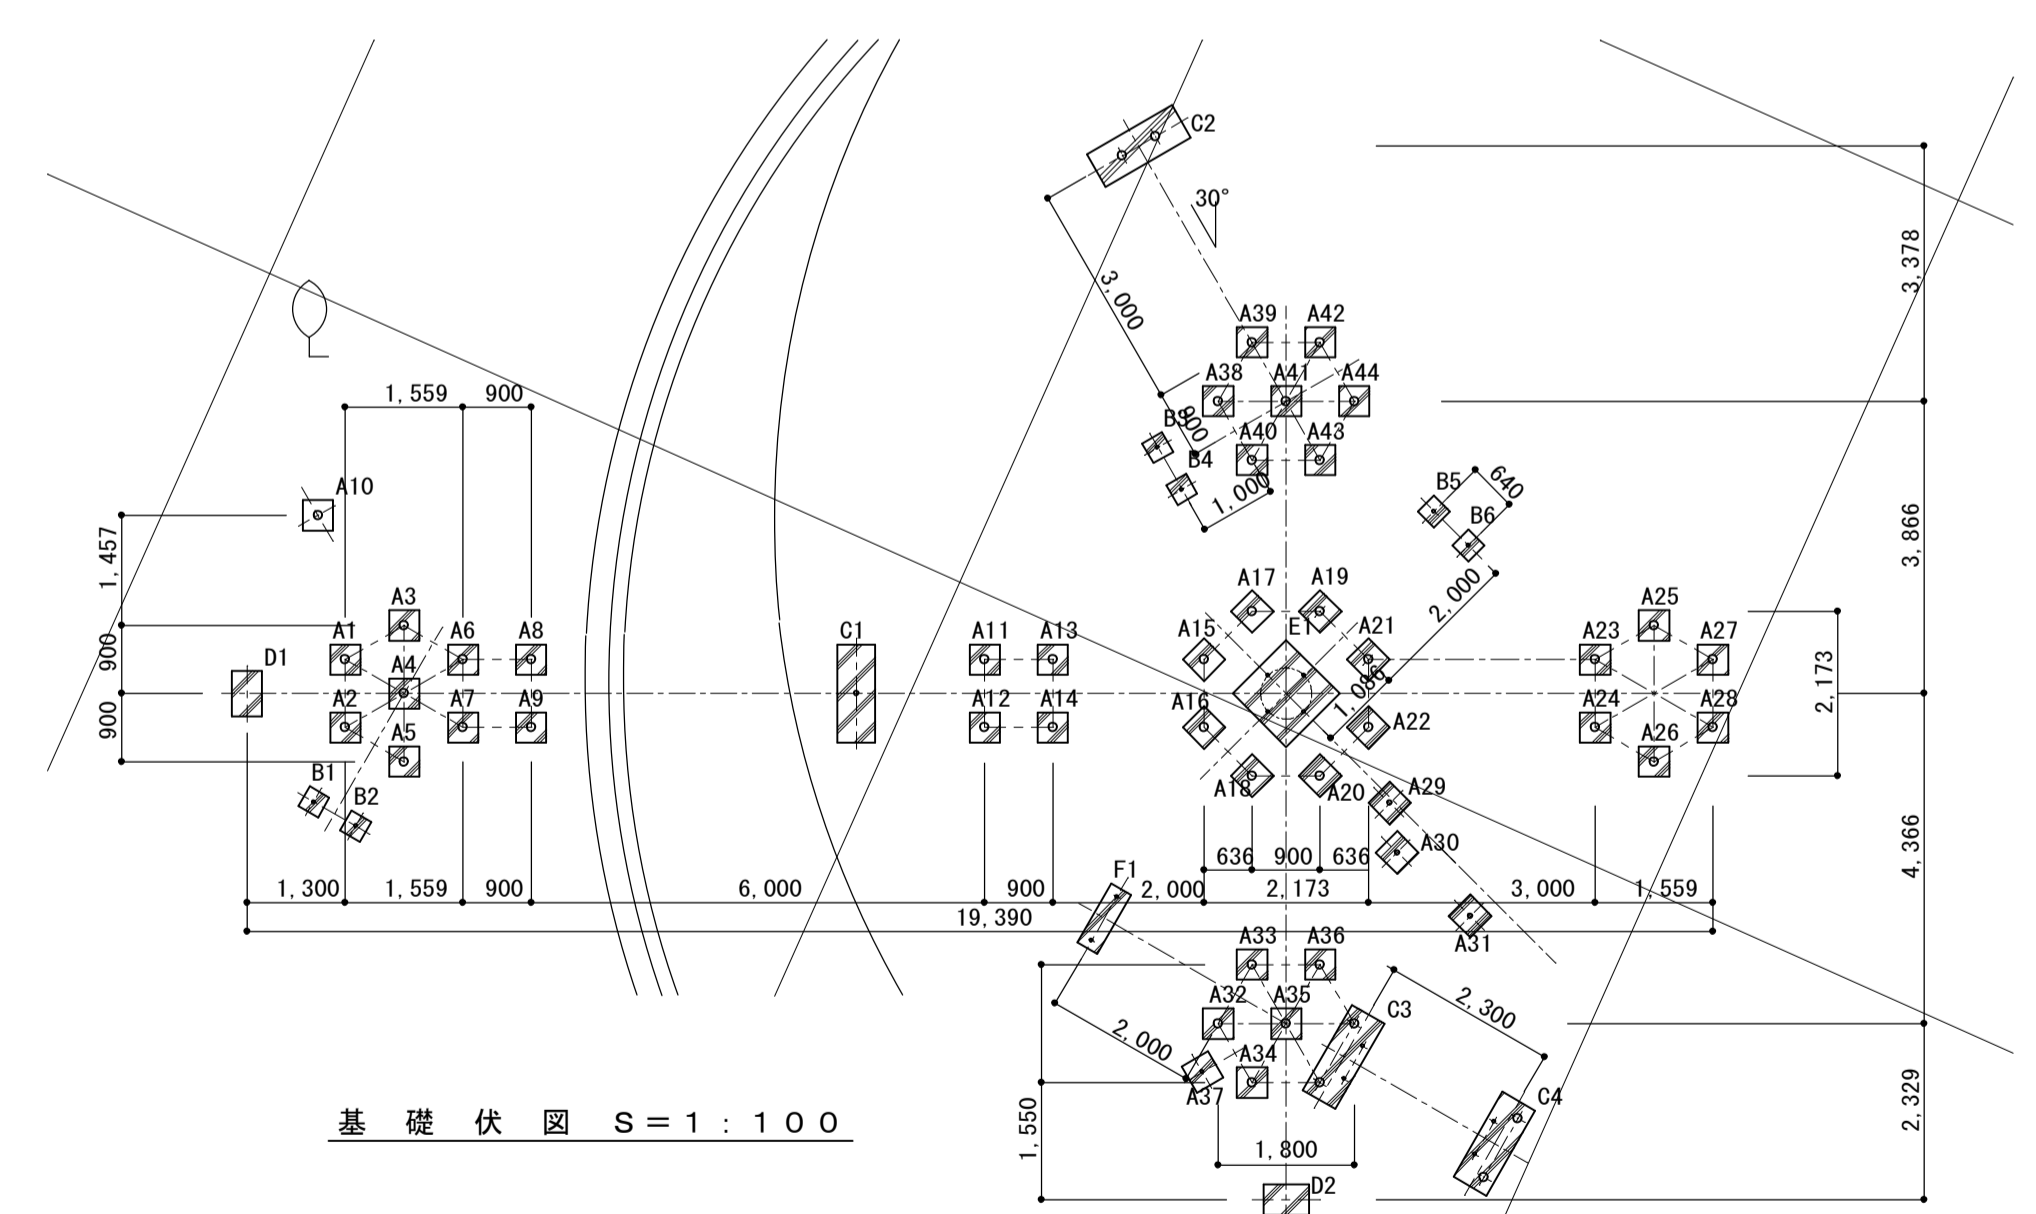 C2
30°
3,378
3,000
A39 A42
A38 A41 A44
1,559 900
B3 900 A40 A43
B4
A10
1,000
B5 640
B6
1,457
3,866
2,000
A3
A17 A19
A25
A1 A6 A8
C1
A11 A13
A15 E1 A21
A23 A27
900
D1
A4
1,086
2,173
A2 A7 A9
A12 A14
A16 A22
A24 A28
900
A5
A26
B1
B2
A18 A20 A29
A30
4,366
636 900 636
F1
1,300 1,559 900 6,000 900 2,000 2,173 3,000 1,559
19,390
A31
A33 A36
A32 A35 C3
2,300
2,000
A34
A37
C4
2,329
1,550
基 礎 伏 図 S=1:100
1,800
D2